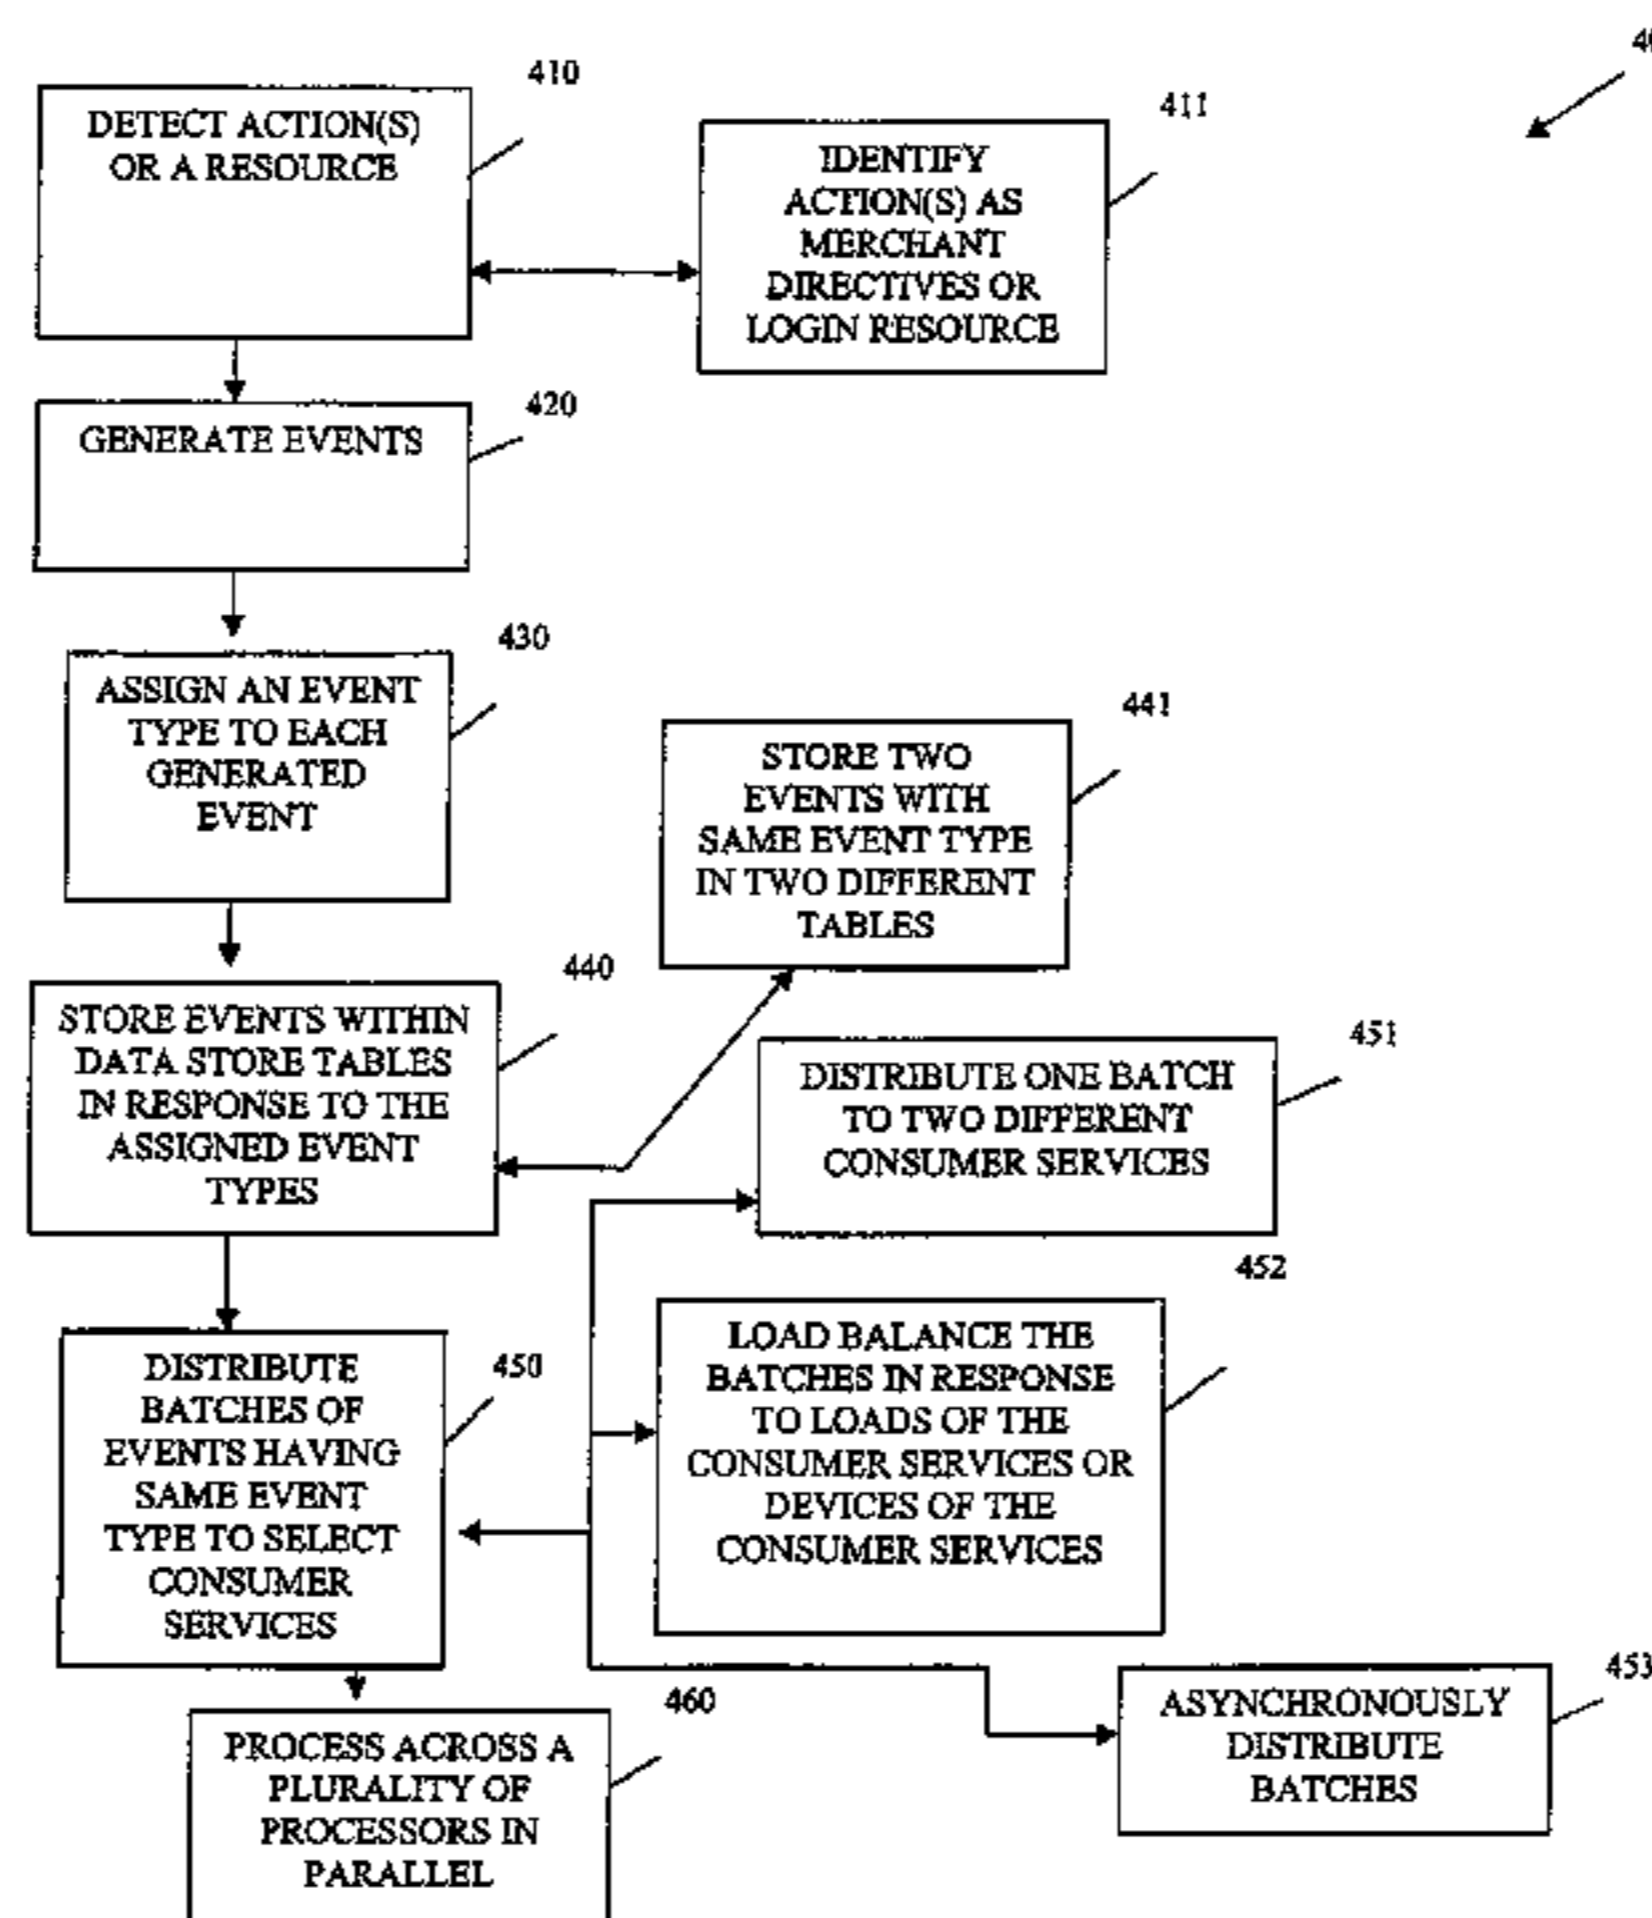 410
DETECT ACTION(S)
OR A RESOURCE
411
IDENTIFY
ACTION(S) AS
MERCHANT
DIRECTIVES OR
LOGIN RESOURCE
420
GENERATE EVENTS
430
ASSIGN AN EVENT
TYPE TO EACH
GENERATED
EVENT
441
STORE TWO
EVENTS WITH
SAME EVENT TYPE
IN TWO DIFFERENT
TABLES
440
STORE EVENTS WITHIN
DATA STORE TABLES
IN RESPONSE TO THE
ASSIGNED EVENT
TYPES
451
DISTRIBUTE ONE BATCH
TO TWO DIFFERENT
CONSUMER SERVICES
452
LOAD BALANCE THE
BATCHES IN RESPONSE
TO LOADS OF THE
CONSUMER SERVICES OR
DEVICES OF THE
CONSUMER SERVICES
450
DISTRIBUTE
BATCHES OF
EVENTS HAVING
SAME EVENT
TYPE TO SELECT
CONSUMER
SERVICES
453
ASYNCHRONOUSLY
DISTRIBUTE
BATCHES
460
PROCESS ACROSS A
PLURALITY OF
PROCESSORS IN
PARALLEL